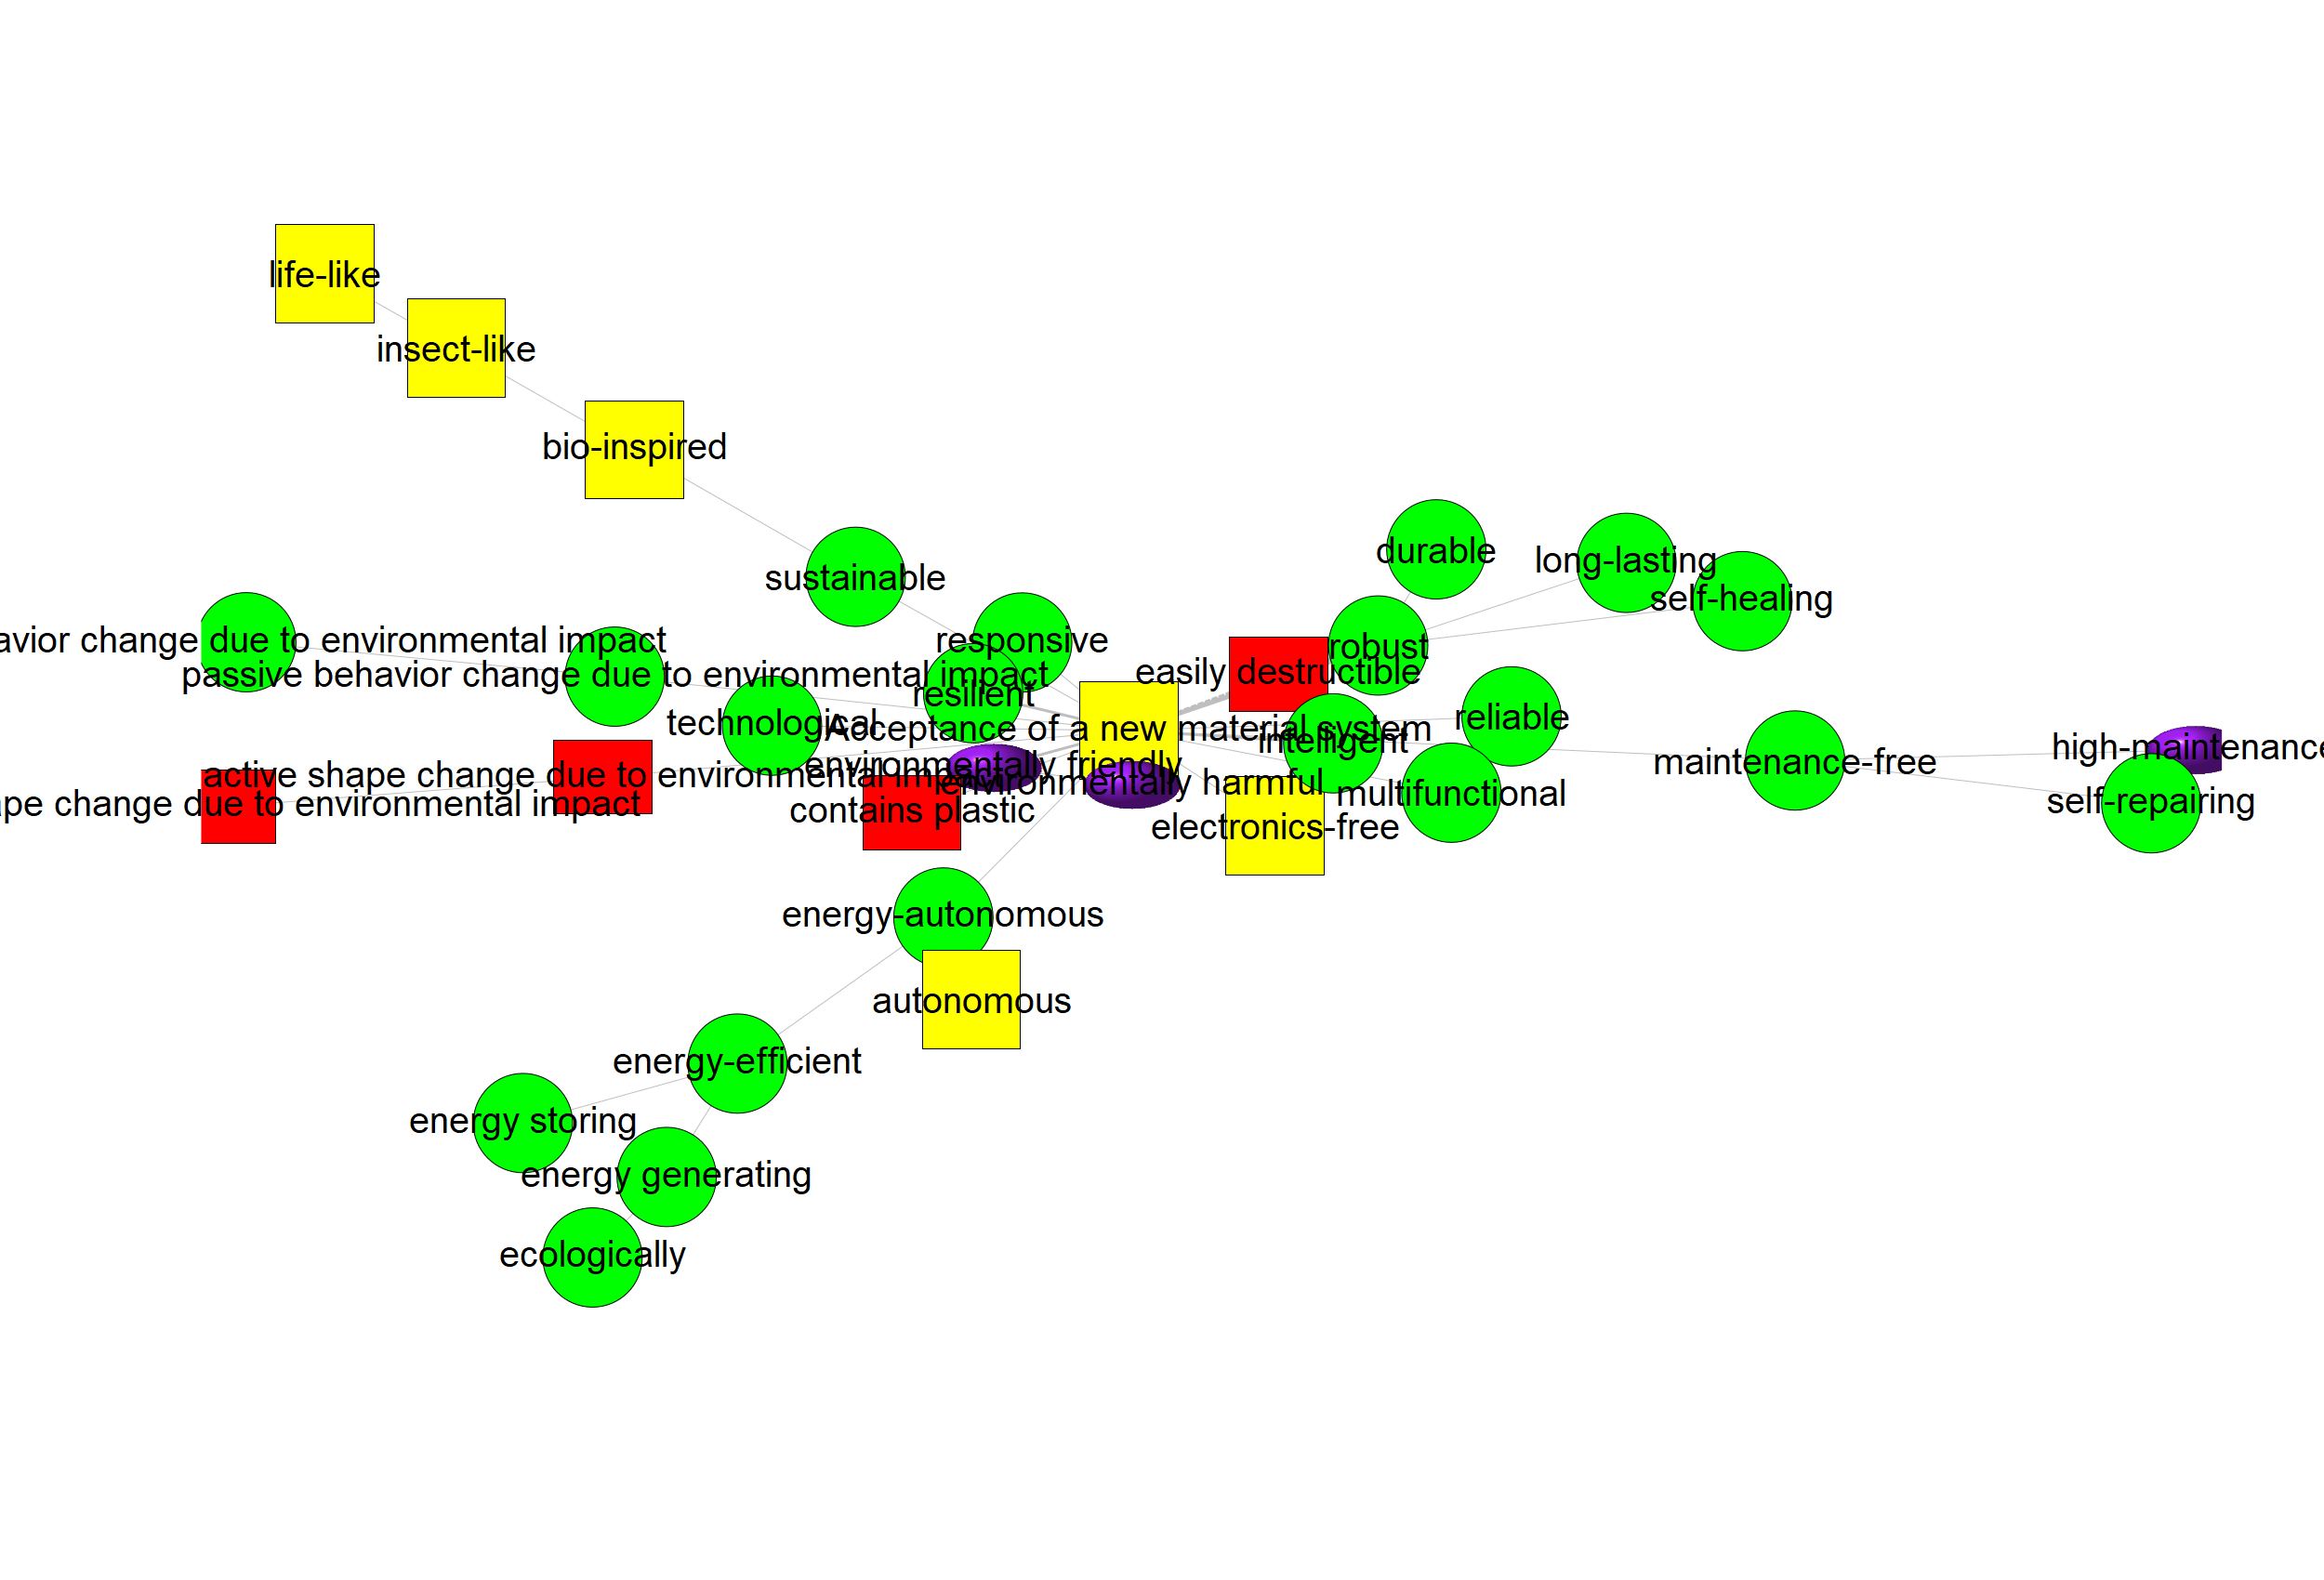 life-like
insect-like
bio-inspired
durable
long-lasting
sustainable
self-healing
responsive
robust
change due to environmental impact
easily destructible
passive behavior change due to environmental impact
resilient
reliable
technological
Acceptance of a new material system
intelligent
high-maintenance
maintenance-free
environmentally friendly
active shape change due to environmental impact
environmentally harmful
multifunctional
self-repairing
change due to environmental impact
contains plastic
electronics-free
energy-autonomous
autonomous
energy-efficient
energy storing
energy generating
ecologically